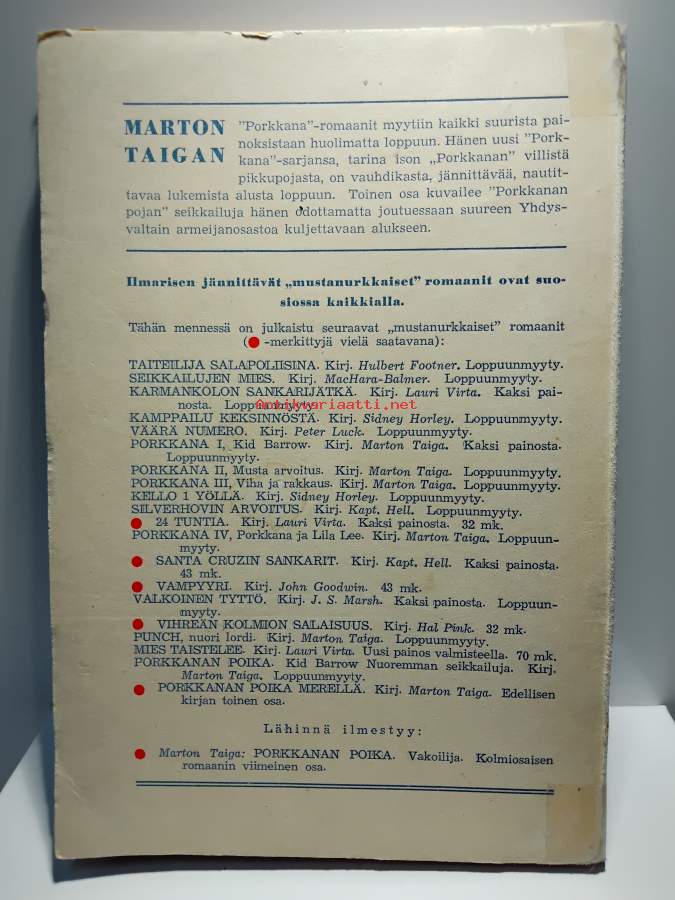 MARTON
TAIGAN
"Porkkana"-romaanit myytiin kaikki suurista pai-
noksistaan huolimatta loppuun. Hänen uusi "Pork-
kana"-sarjansa, tarina ison „Porkkanan" villistä
pikkupojasta, on vauhdikasta, jännittävää, nautit-
tavaa lukemista alusta loppuun. Toinen osa kuvailee "Porkkanan
pojan" seikkailuja hänen odottamatta joutuessaan suureen Yhdys-
valtain armeijanosastoa kuljettavaan alukseen.
Ilmarisen jännittävät „mustanurkkaiset" romaanit ovat suo-
siossa kaikkialla.
Tähän mennessä on julkaistu seuraavat „mustanurkkaiset" romaanit
(● -merkittyjä vielä saatavana):
TAITEILIJA SALAPOLIISINA. Kirj. Hulbert Footner. Loppuunmyyty.
SEIKKAILUJEN MIES. Kirj. MacHara-Balmer. Loppuunmyyty.
KARMANKOLON SANKARIJÄTKÄ. Kirj. Lauri Virta. Kaksi pai-
nosta. Loppuunmyyty.
antikvariaatti.net
KAMPPAILU KEKSINNÖSTÄ. Kirj. Sidney Horley. Loppuunmyyty.
VÄÄRÄ NUMERO. Kirj. Peter Luck. Loppuunmyyty.
PORKKANA I, Kid Barrow. Kirj. Marton Taiga. Kaksi painosta.
Loppuunmyyty.
PORKKANA II, Musta arvoitus. Kirj. Marton Taiga. Loppuunmyyty.
PORKKANA III, Viha ja rakkaus. Kirj. Marton Taiga. Loppuunmyyty.
KELLO 1 YÖLLÄ. Kirj. Sidney Horley. Loppuunmyyty.
SILVERHOVIN ARVOITUS. Kirj. Kapt. Hell. Loppuunmyyty.
● 24 TUNTIA. Kirj. Lauri Virta. Kaksi painosta. 32 mk.
PORKKANA IV, Porkkana ja Lila Lee. Kirj. Marton Taiga. Loppuun-
myyty.
● SANTA CRUZIN SANKARIT. Kirj. Kapt. Hell. Kaksi painosta.
43 mk.
● VAMPYYRI. Kirj. John Goodwin. 43 mk.
VALKOINEN TYTTÖ. Kirj. J. S. Marsh. Kaksi painosta. Loppuun-
myyty.
● VIHREÄN KOLMION SALAISUUS. Kirj. Hal Pink. 32 mk.
PUNCH, nuori lordi. Kirj. Marton Taiga. Loppuunmyyty.
MIES TAISTELEE. Kirj. Lauri Virta. Uusi painos valmisteella. 70 mk.
PORKKANAN POIKA. Kid Barrow Nuoremman seikkailuja. Kirj.
Marton Taiga. Loppuunmyyty.
● PORKKANAN POIKA MERELLÄ. Kirj. Marton Taiga. Edellisen
kirjan toinen osa.
Lähinnä ilmestyy:
● Marton Taiga: PORKKANAN POIKA. Vakoilija. Kolmiosaisen
romaanin viimeinen osa.